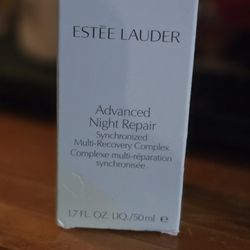 ESTĒE LAUDER
Advanced
Night Repair
Synchronized
Multi-Recovery Complex
Complexe multi-réparation
synchronisée
1.7 FL. OZ. LIQ./50 ml e